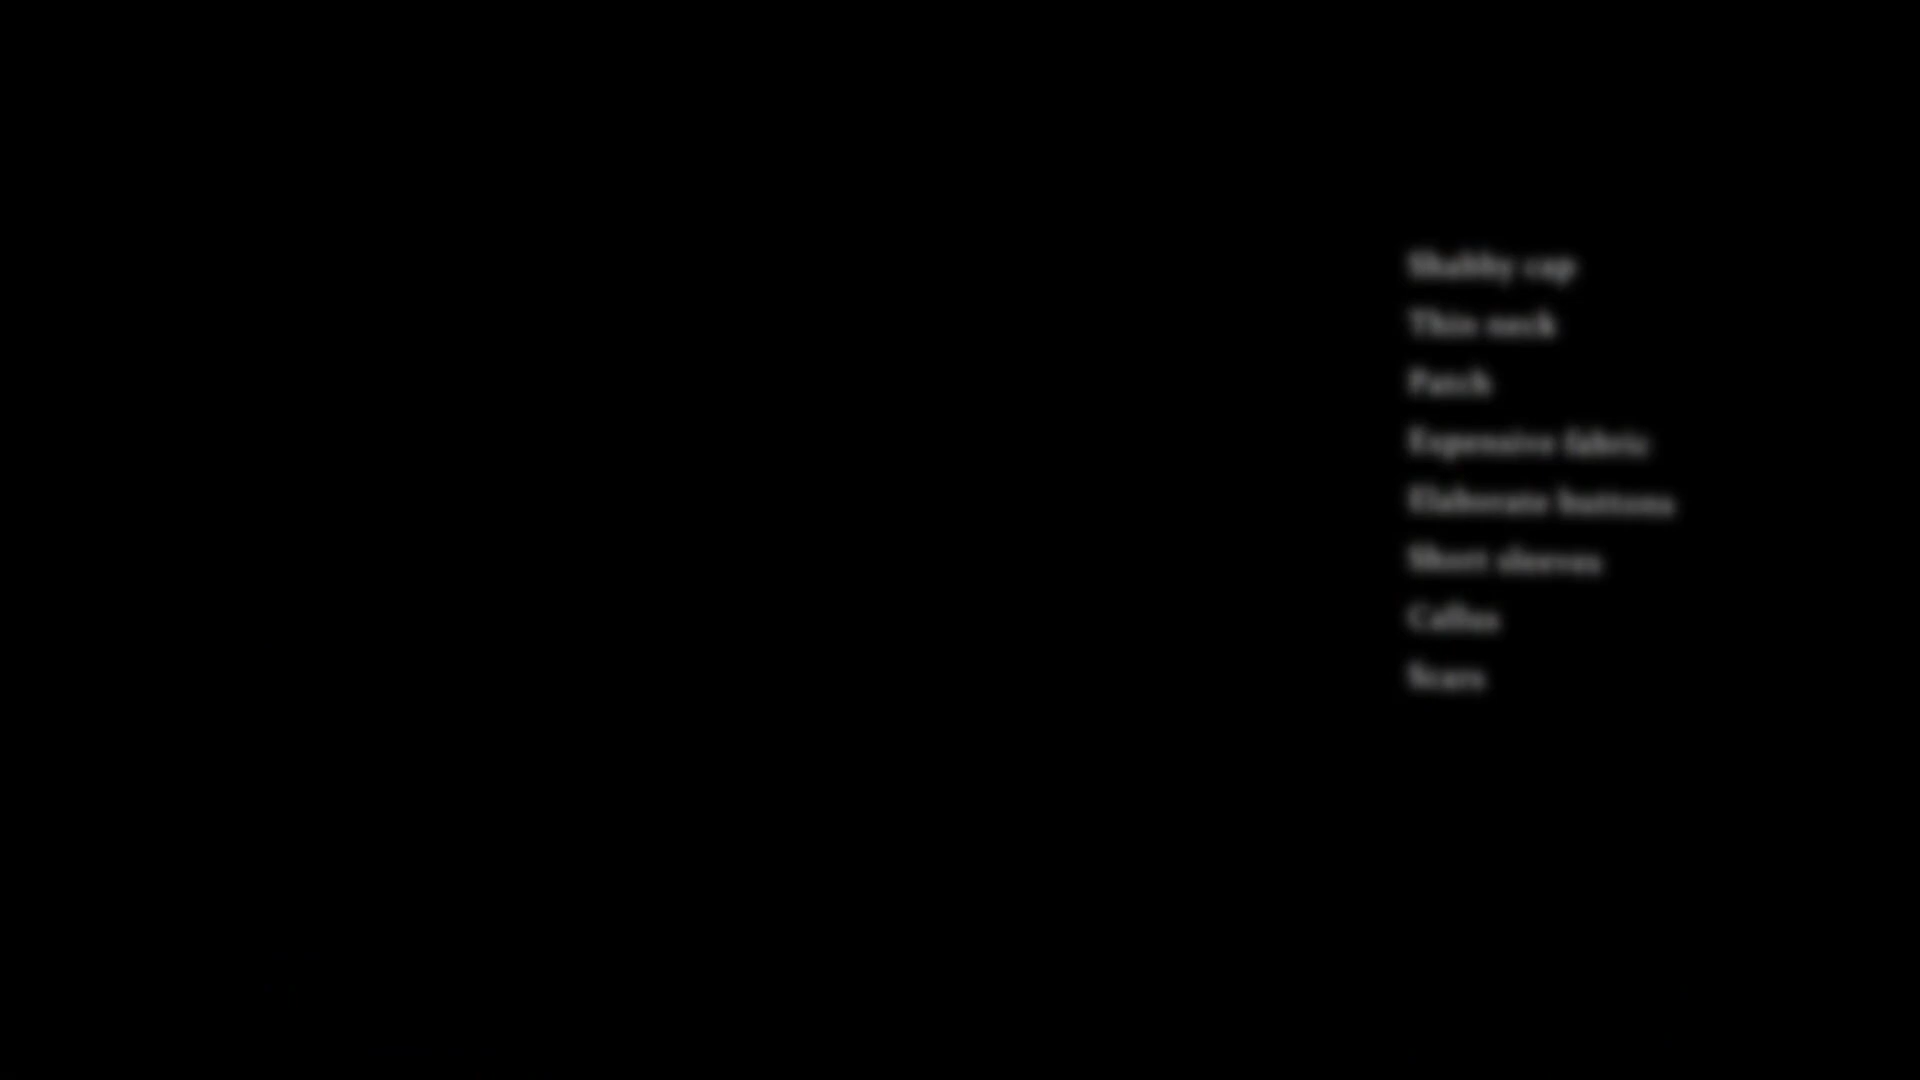 Shabby cap
Thin neck
Patch
Expensive fabric
Elaborate buttons
Short sleeves
Callus
Scars